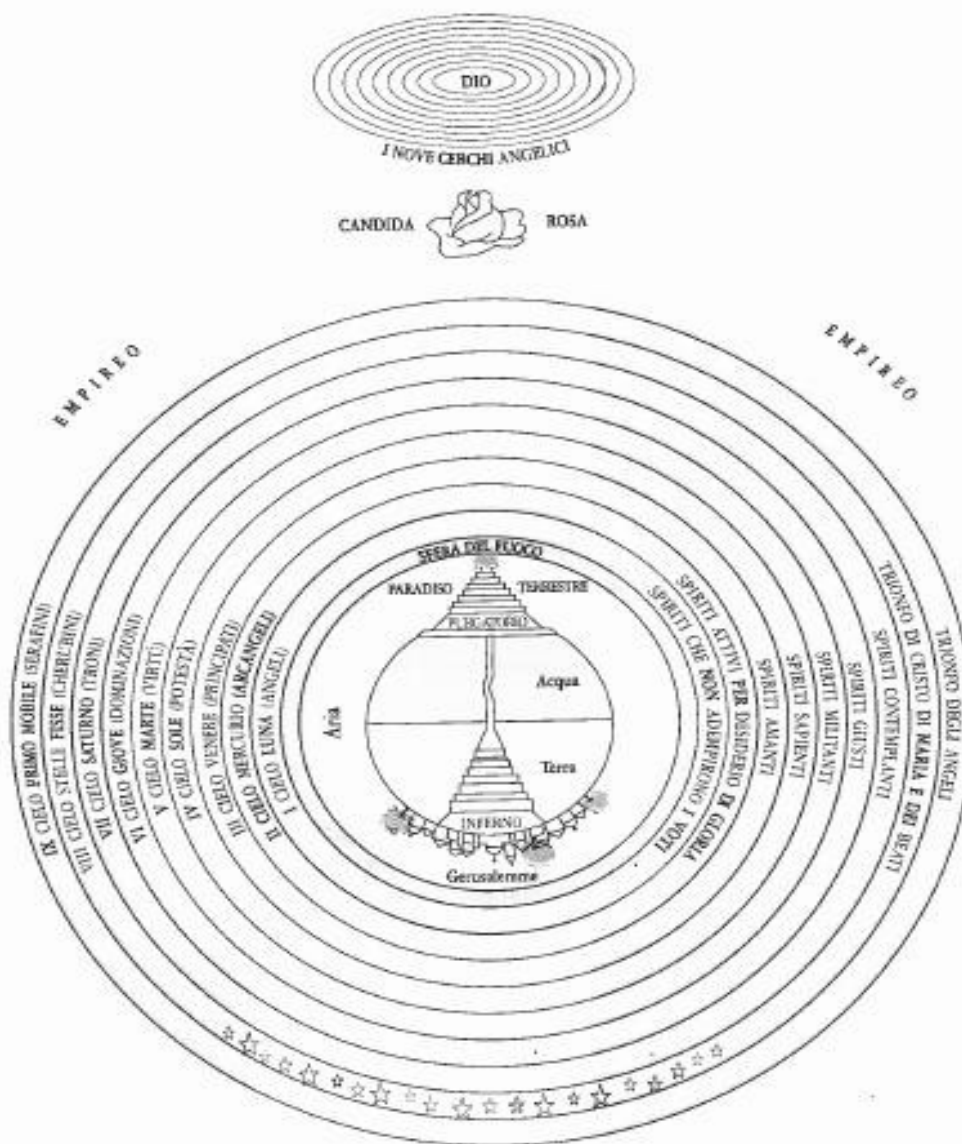 DIO
I NOVE CERCHI ANGELICI
CANDIDA ROSA
EMPIREO
EMPIREO
SFERA DEL FUOCO
PARADISO TERRESTRE
PURGATORIO
Acqua
Aria
Terra
INFERNO
Gerusalemme
IX CIELO PRIMO MOBILE (SERAFINI)
VIII CIELO STELLE FISSE (CHERUBINI)
VII CIELO SATURNO (TRONI)
VI CIELO GIOVE (DOMINAZIONI)
V CIELO MARTE (VIRTÙ)
IV CIELO SOLE (POTESTÀ)
III CIELO VENERE (PRINCIPATI)
II CIELO MERCURIO (ARCANGELI)
I CIELO LUNA (ANGELI)
SPIRITI CHE NON ADEMPIRONO I VOTI
SPIRITI ATTIVI PER DESIDERIO DI GLORIA
SPIRITI AMANTI
SPIRITI SAPIENTI
SPIRITI MILITANTI
SPIRITI GIUSTI
SPIRITI CONTEMPLANTI
TRIONFO DI CRISTO DI MARIA E DEI BEATI
TRIONFO DEGLI ANGELI